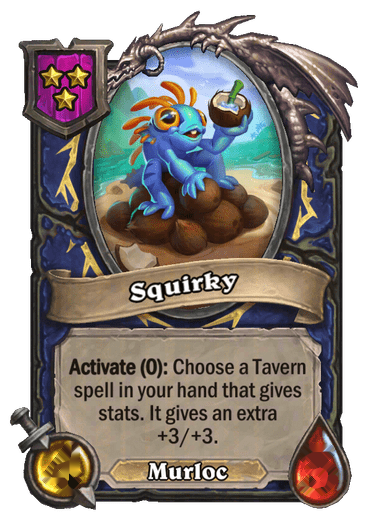 Squirky
Activate (0): Choose a Tavern
spell in your hand that gives
stats. It gives an extra
+3/+3.
Murloc